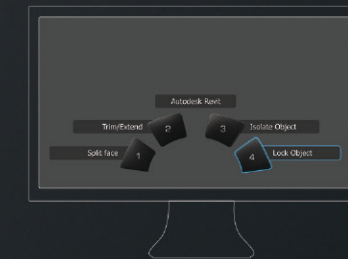 Autodesk Revit
Trim/Extend 2 3 Isolate Object
Split face 1 4 Lock Object